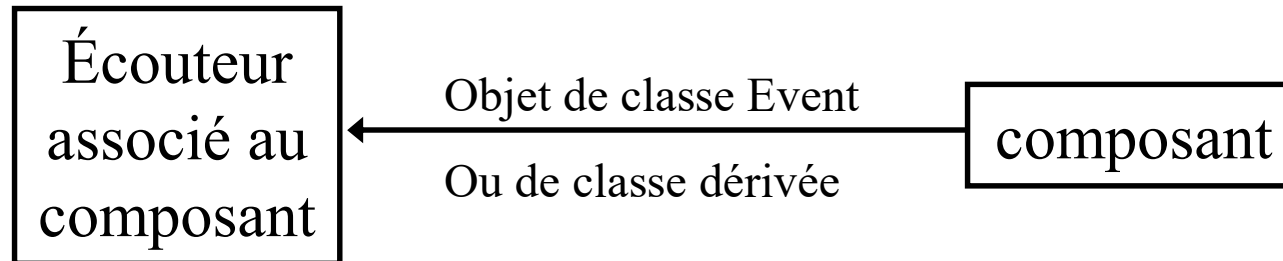 Écouteur
associé au
composant
Objet de classe Event
Ou de classe dérivée
composant